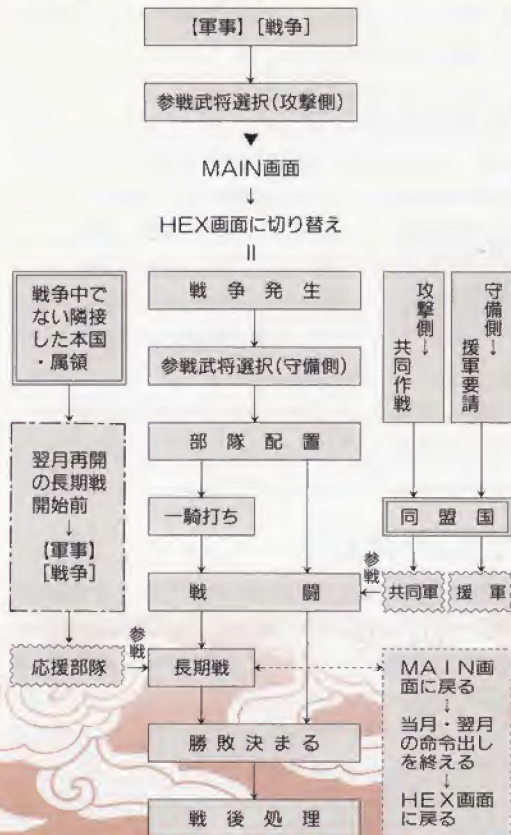 【軍事】[戦争]
参戦武将選択(攻撃側)
▼
MAIN画面
↓
HEX画面に切り替え
॥
戦争発生
参戦武将選択(守備側)
部隊配置
一騎打ち
戦闘
長期戦
勝敗決まる
戦後処理
戦争中で
ない隣接
した本国
・属領
翌月再開
の長期戦
開始前
↓
【軍事】
[戦争]
応援部隊
参戦
攻撃側→共同作戦
守備側→援軍要請
同盟国
共同軍
援軍
参戦
MAIN画
面に戻る
↓
当月・翌月
の命令出し
を終える
↓
HEX画面
に戻る